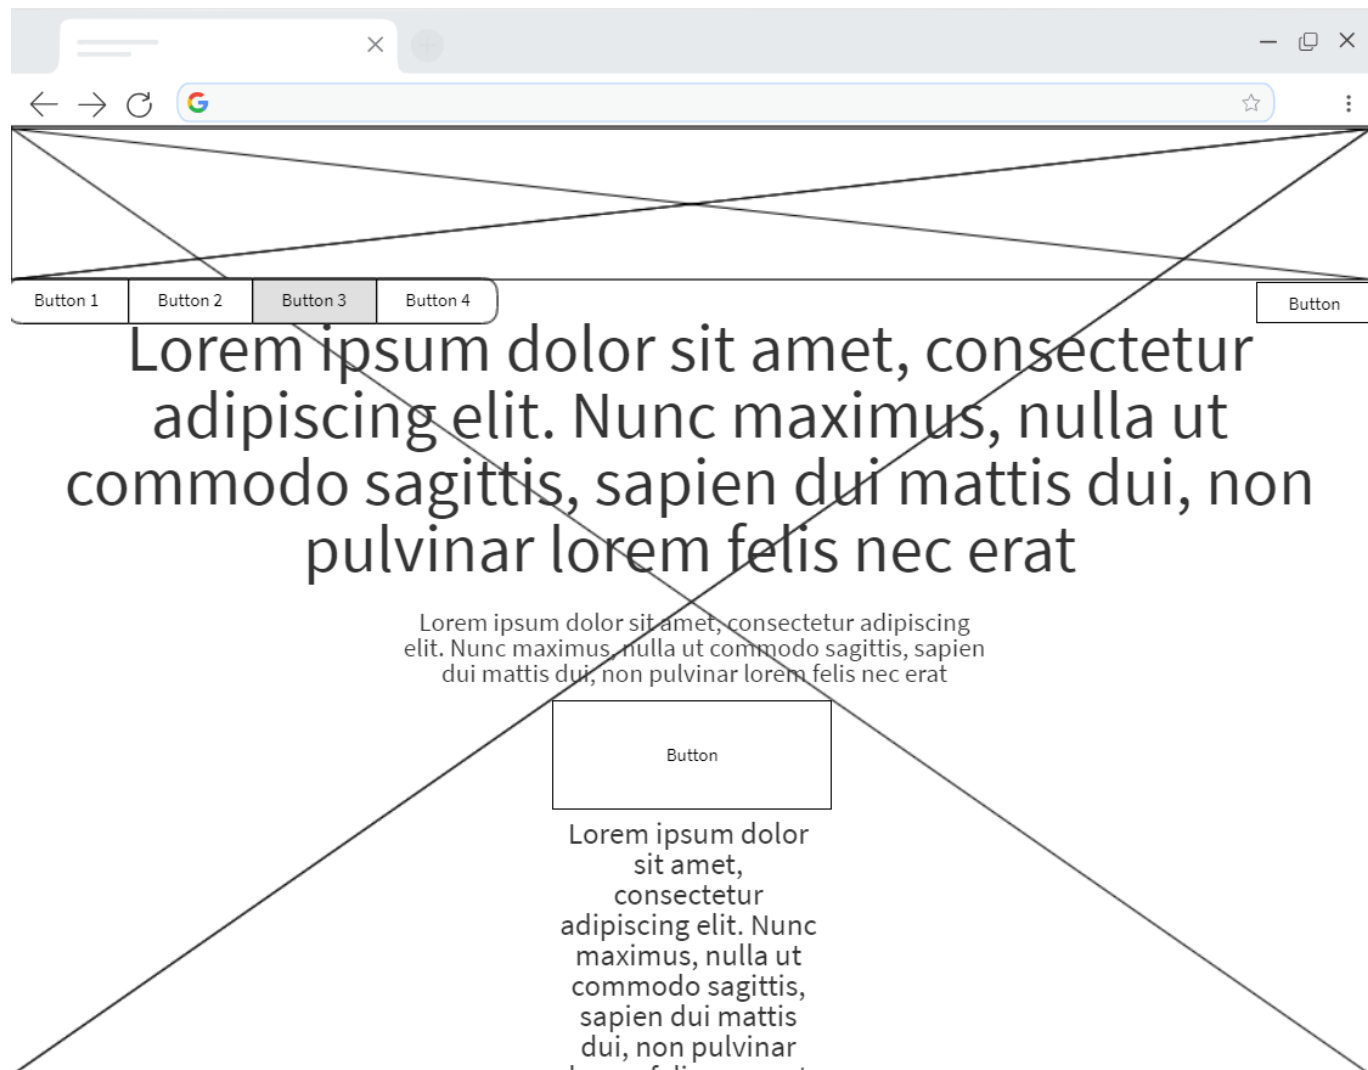 Button 1 Button 2 Button 3 Button 4 Button
Lorem ipsum dolor sit amet, consectetur
adipiscing elit. Nunc maximus, nulla ut
commodo sagittis, sapien dui mattis dui, non
pulvinar lorem felis nec erat
Lorem ipsum dolor sit amet, consectetur adipiscing
elit. Nunc maximus, nulla ut commodo sagittis, sapien
dui mattis dui, non pulvinar lorem felis nec erat
Button
Lorem ipsum dolor
sit amet,
consectetur
adipiscing elit. Nunc
maximus, nulla ut
commodo sagittis,
sapien dui mattis
dui, non pulvinar